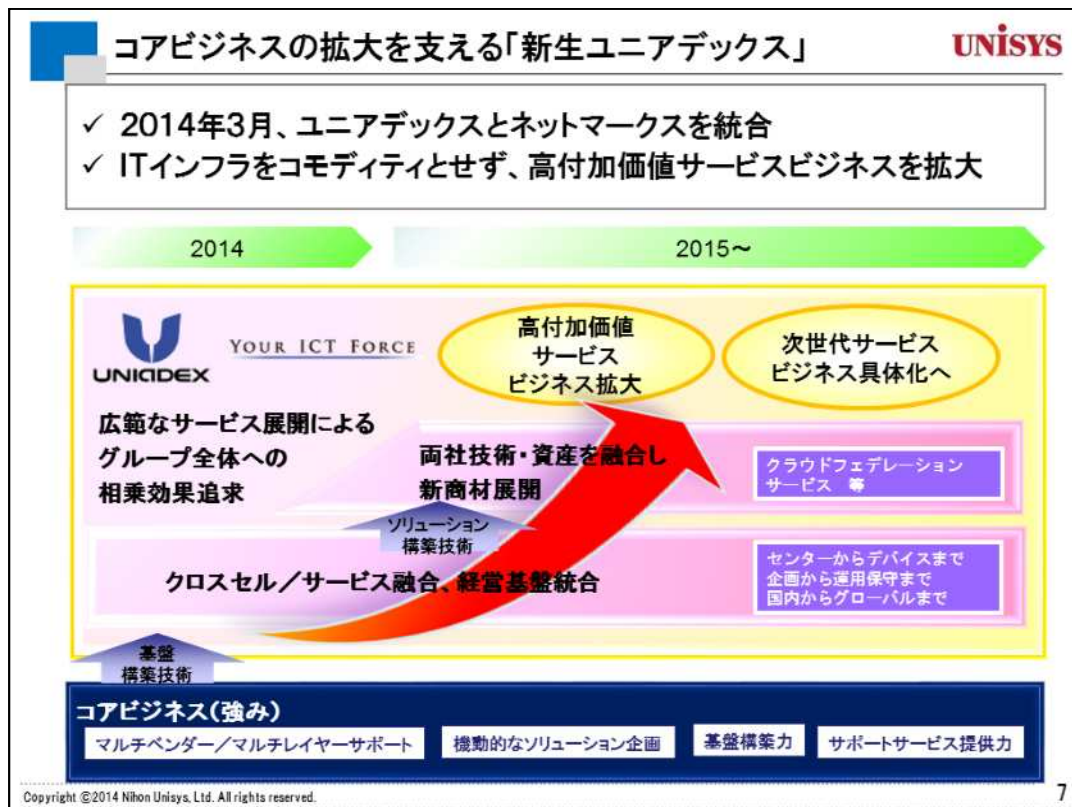 コアビジネスの拡大を支える「新生ユニアデックス」
UNISYS
✓ 2014年3月、ユニアデックスとネットマークスを統合
✓ ITインフラをコモディティとせず、高付加価値サービスビジネスを拡大
2014
2015～
UNIADEX
YOUR ICT FORCE
高付加価値
サービス
ビジネス拡大
次世代サービス
ビジネス具体化へ
広範なサービス展開による
グループ全体への
相乗効果追求
両社技術・資産を融合し
新商材展開
クラウドフェデレーション
サービス 等
ソリューション
構築技術
クロスセル／サービス融合、経営基盤統合
センターからデバイスまで
企画から運用保守まで
国内からグローバルまで
基盤
構築技術
コアビジネス(強み)
マルチベンダー／マルチレイヤーサポート
機動的なソリューション企画
基盤構築力
サポートサービス提供力
Copyright ©2014 Nihon Unisys, Ltd. All rights reserved.
7